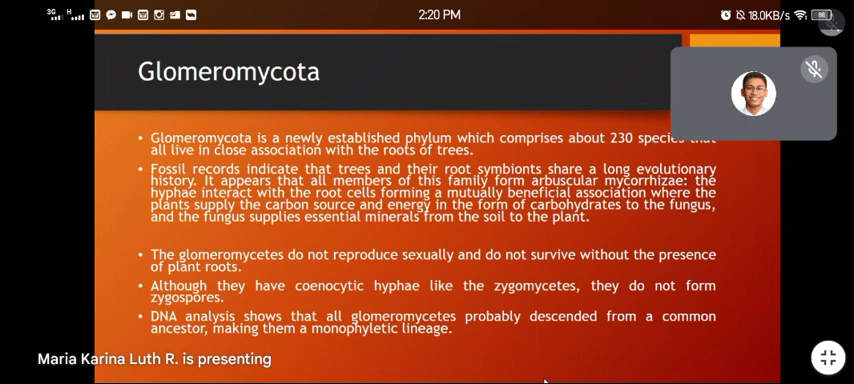 3G H 2:20 PM 18.0KB/s 88
Glomeromycota
• Glomeromycota is a newly established phylum which comprises about 230 species that
all live in close association with the roots of trees.
• Fossil records indicate that trees and their root symbionts share a long evolutionary
history. It appears that all members of this family form arbuscular mycorrhizae: the
hyphae interact with the root cells forming a mutually beneficial association where the
plants supply the carbon source and energy in the form of carbohydrates to the fungus,
and the fungus supplies essential minerals from the soil to the plant.
• The glomeromycetes do not reproduce sexually and do not survive without the presence
of plant roots.
• Although they have coenocytic hyphae like the zygomycetes, they do not form
zygospores.
• DNA analysis shows that all glomeromycetes probably descended from a common
ancestor, making them a monophyletic lineage.
Maria Karina Luth R. is presenting